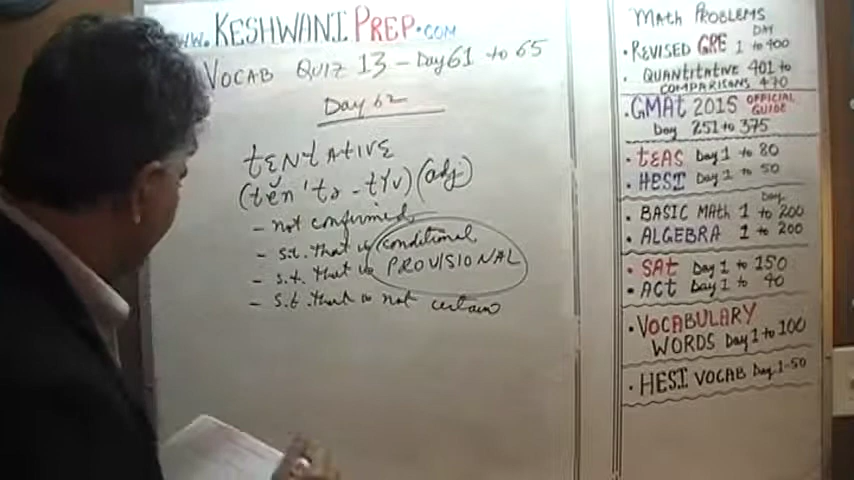 www.KESHWANIPREP.COM
VOCAB QUIZ 13 - Day 61 to 65
Day 62
tENtAtIVE
(tĕn'tə-tĭv) (adj)
- not confirmed
- s.t. that is conditional
- s.t. that is PROVISIONAL
- s.t. that is not certain
MAtH PROBLEMS
DAY
• REVISED GRE 1 to 400
• QUANTITATIVE 401 to
COMPARISONS 470
• GMAt 2015 OFFICIAL GUIDE
Day 251 to 375
• tEAS Day 1 to 80
• HESI Day 1 to 50
Day
• BASIC MAtH 1 to 200
• ALGEBRA 1 to 200
• SAt Day 1 to 150
• ACt Day 1 to 40
• VOCABULARY
WORDS Day 1 to 100
• HESI VOCAB Day 1-50